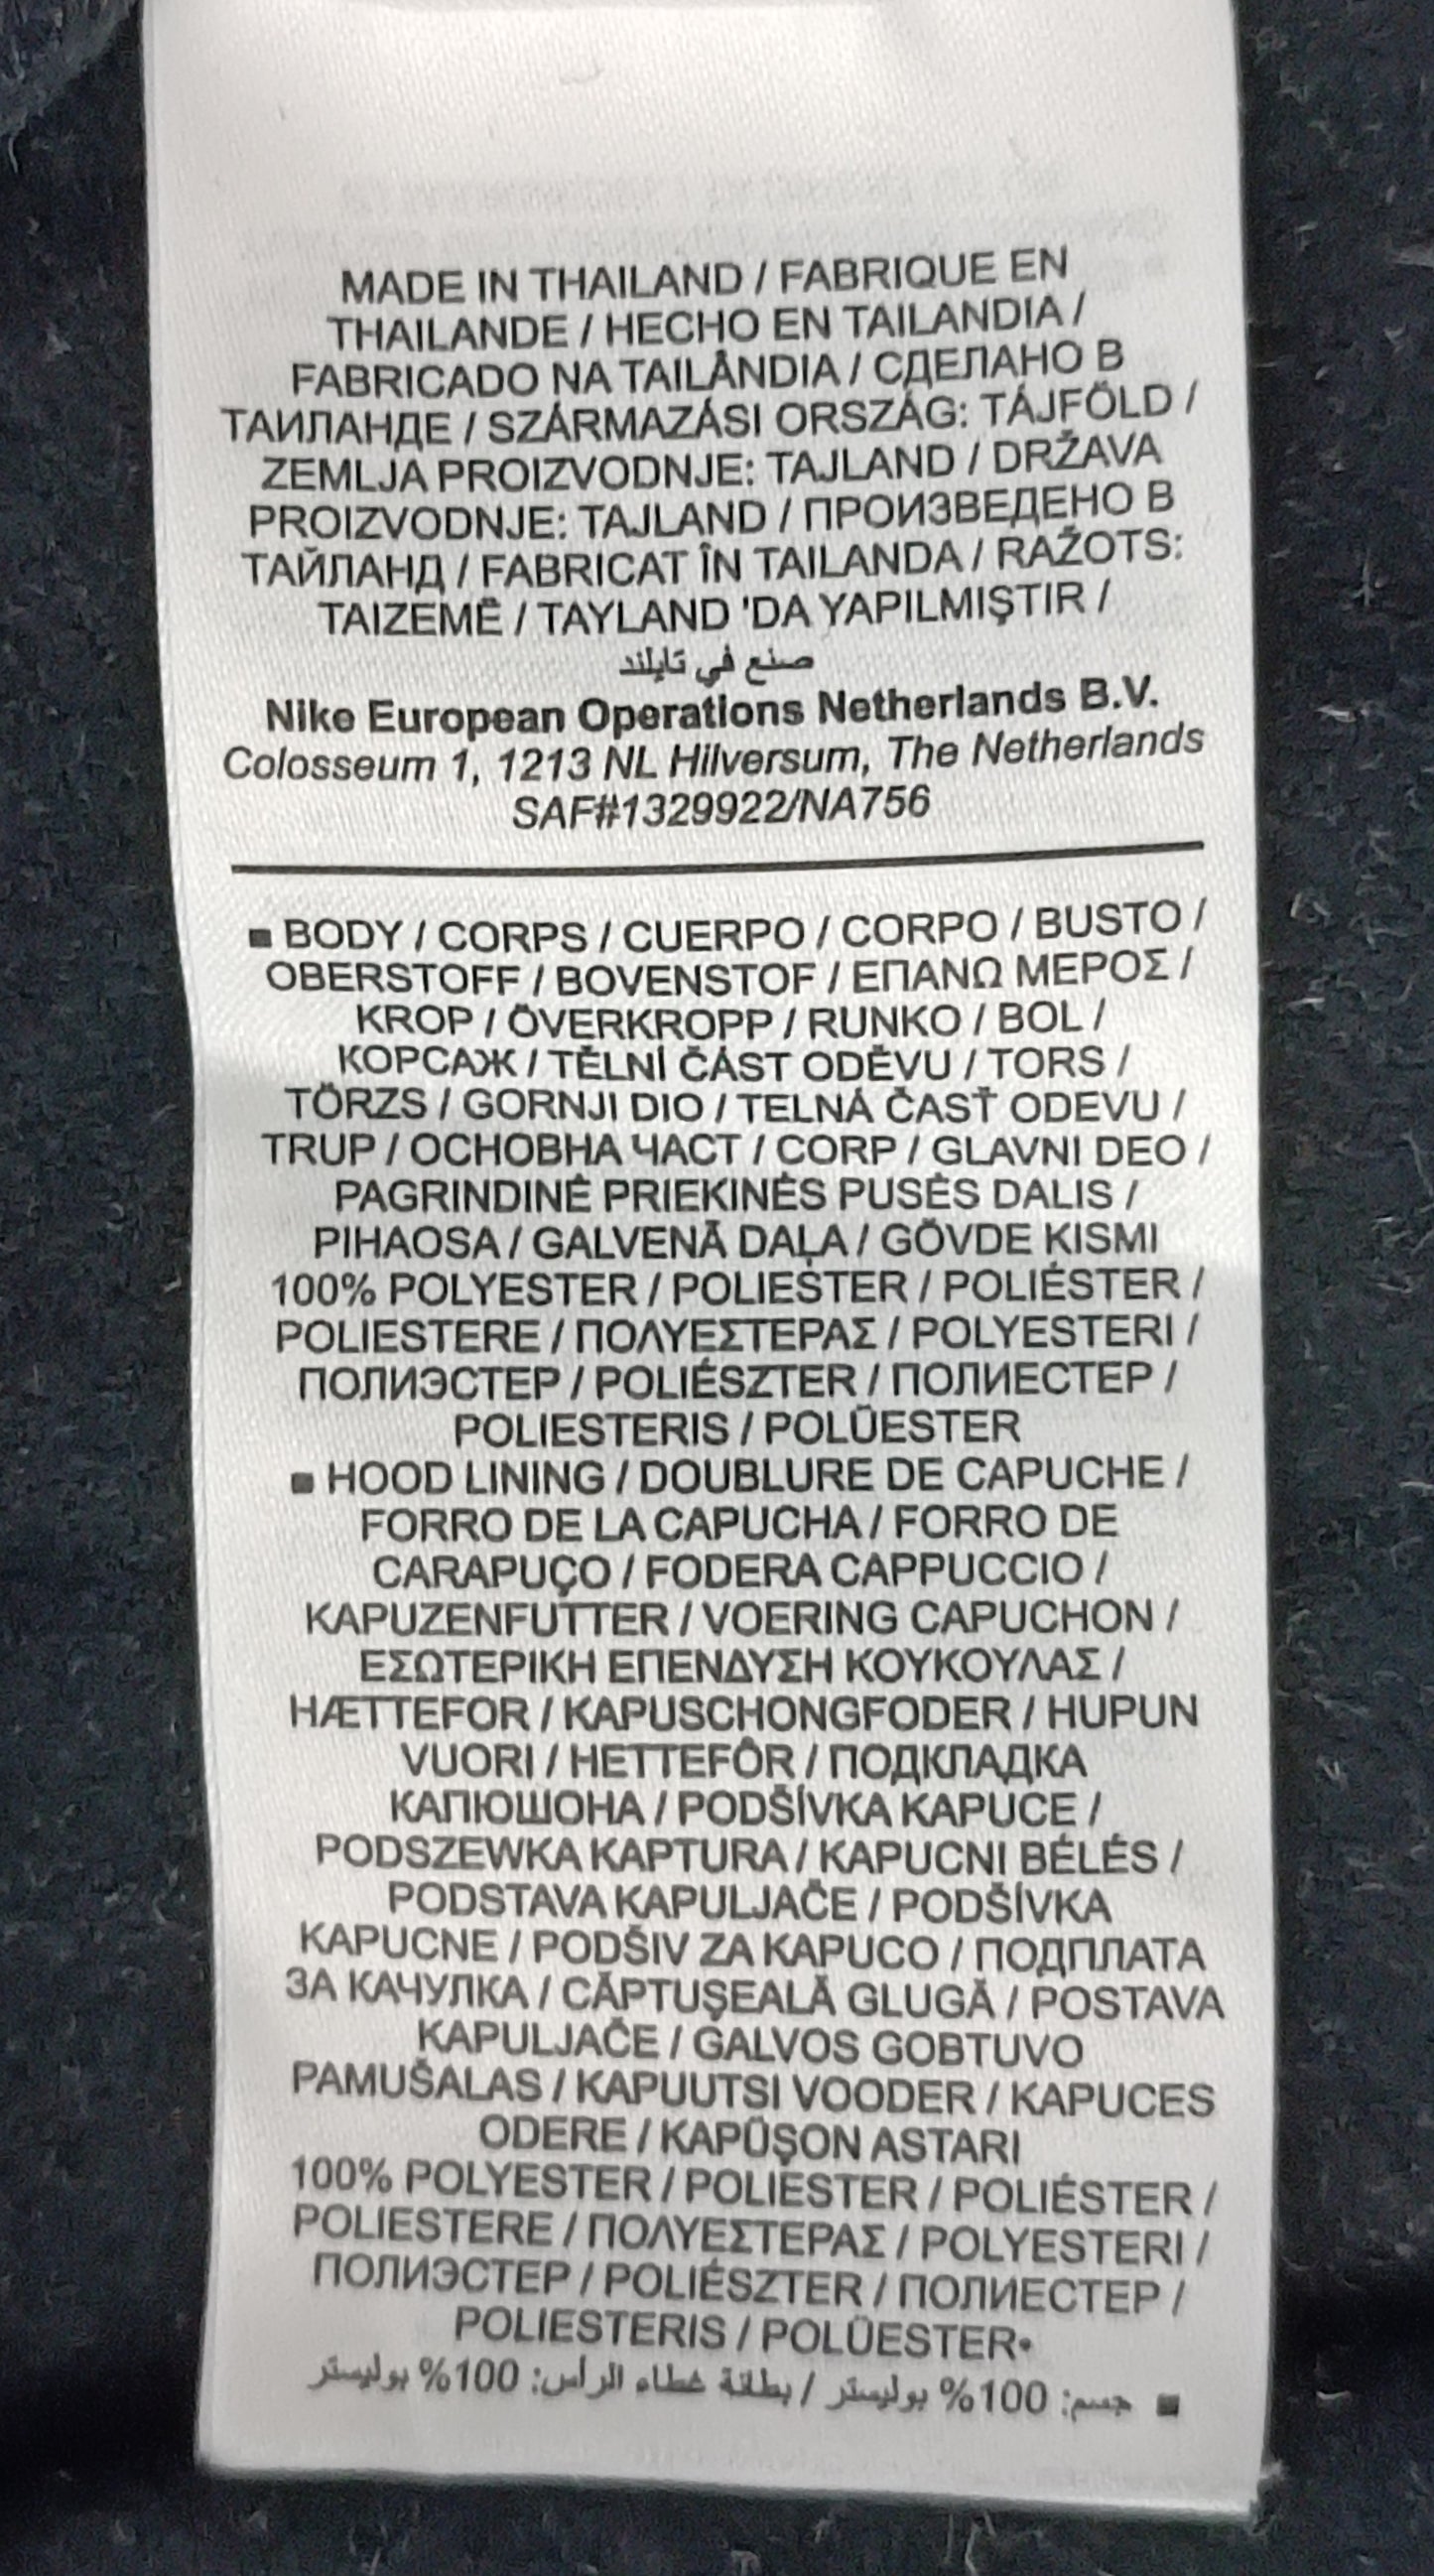 MADE IN THAILAND / FABRIQUE EN
THAILANDE / HECHO EN TAILANDIA /
FABRICADO NA TAILÂNDIA / СДЕЛАНО В
ТАИЛАНДЕ / SZÁRMAZÁSI ORSZÁG: TÁJFÖLD /
ZEMLJA PROIZVODNJE: TAJLAND / DRŽAVA
PROIZVODNJE: TAJLAND / ПРОИЗВЕДЕНО В
ТАЙЛАНД / FABRICAT ÎN TAILANDA / RAŽOTS:
TAIZEMĒ / TAYLAND 'DA YAPILMIŞTIR /
صنع في تايلند
Nike European Operations Netherlands B.V.
Colosseum 1, 1213 NL Hilversum, The Netherlands
SAF#1329922/NA756
■ BODY / CORPS / CUERPO / CORPO / BUSTO /
OBERSTOFF / BOVENSTOF / ΕΠΑΝΩ ΜΕΡΟΣ /
KROP / ÖVERKROPP / RUNKO / BOL /
КОРСАЖ / TĚLNÍ ČÁST ODĚVU / TORS /
TÖRZS / GORNJI DIO / TELNÁ ČASŤ ODEVU /
TRUP / ОСНОВНА ЧАСТ / CORP / GLAVNI DEO /
PAGRINDINĖ PRIEKINĖS PUSĖS DALIS /
PIHAOSA / GALVENĀ DAĻA / GÖVDE KISMI
100% POLYESTER / POLIÉSTER / POLIÉSTER /
POLIESTERE / ΠΟΛΥΕΣΤΕΡΑΣ / POLYESTERI /
ПОЛИЭСТЕР / POLIÉSZTER / ПОЛИЕСТЕР /
POLIESTERIS / POLÜESTER
■ HOOD LINING / DOUBLURE DE CAPUCHE /
FORRO DE LA CAPUCHA / FORRO DE
CARAPUÇO / FODERA CAPPUCCIO /
KAPUZENFUTTER / VOERING CAPUCHON /
ΕΣΩΤΕΡΙΚΗ ΕΠΕΝΔΥΣΗ ΚΟΥΚΟΥΛΑΣ /
HÆTTEFOR / KAPUSCHONGFODER / HUPUN
VUORI / HETTEFÔR / ПОДКЛАДКА
КАПЮШОНА / PODŠÍVKA KAPUCE /
PODSZEWKA KAPTURA / KAPUCNI BÉLÉS /
PODSTAVA KAPULJAČE / PODŠÍVKA
KAPUCNE / PODŠIV ZA KAPUCO / ПОДПЛАТА
ЗА КАЧУЛКА / CĂPTUŞEALĂ GLUGĂ / POSTAVA
KAPULJAČE / GALVOS GOBTUVO
PAMUŠALAS / KAPUUTSI VOODER / KAPUCES
ODERE / KAPÜŞON ASTARI
100% POLYESTER / POLIÉSTER / POLIÉSTER /
POLIESTERE / ΠΟΛΥΕΣΤΕΡΑΣ / POLYESTERI /
ПОЛИЭСТЕР / POLIÉSZTER / ПОЛИЕСТЕР /
POLIESTERIS / POLÜESTER•
■ جسم: 100% بوليستر / بطانة غطاء الرأس: 100% بوليستر